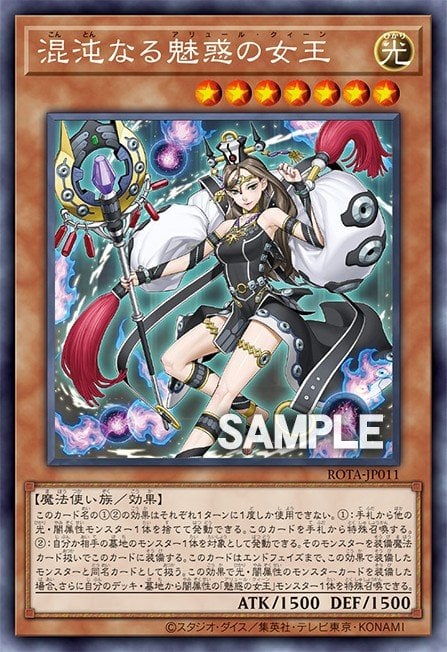 混沌なる魅惑の女王
こん とん アリュール・クィーン
光
ひかり
SAMPLE
ROTA-JP011
【魔法使い族／効果】
このカード名の①②の効果はそれぞれ1ターンに1度しか使用できない。①：手札から他の
光・闇属性モンスター1体を捨てて発動できる。このカードを手札から特殊召喚する。
②：自分か相手の墓地のモンスター1体を対象として発動できる。そのモンスターを装備魔法
カード扱いでこのカードに装備する。このカードはエンドフェイズまで、この効果で装備した
モンスターと同名カードとして扱う。この効果で光・闇属性のモンスターカードを装備した
場合、さらに自分のデッキ・墓地から闇属性の「魅惑の女王」モンスター1体を特殊召喚できる。
ATK/1500 DEF/1500
©スタジオ・ダイス／集英社・テレビ東京・KONAMI